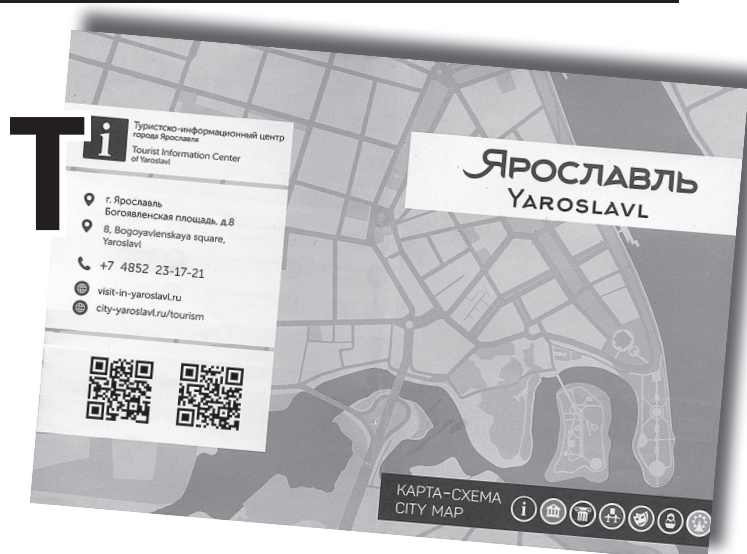 Т
Туристско-информационный центр
города Ярославля
Tourist Information Center
of Yaroslavl
г. Ярославль
Богоявленская площадь, д.8
8, Bogoyavlenskaya square,
Yaroslavl
+7 4852 23-17-21
visit-in-yaroslavl.ru
city-yaroslavl.ru/tourism
ЯРОСЛАВЛЬ
YAROSLAVL
КАРТА-СХЕМА
CITY MAP